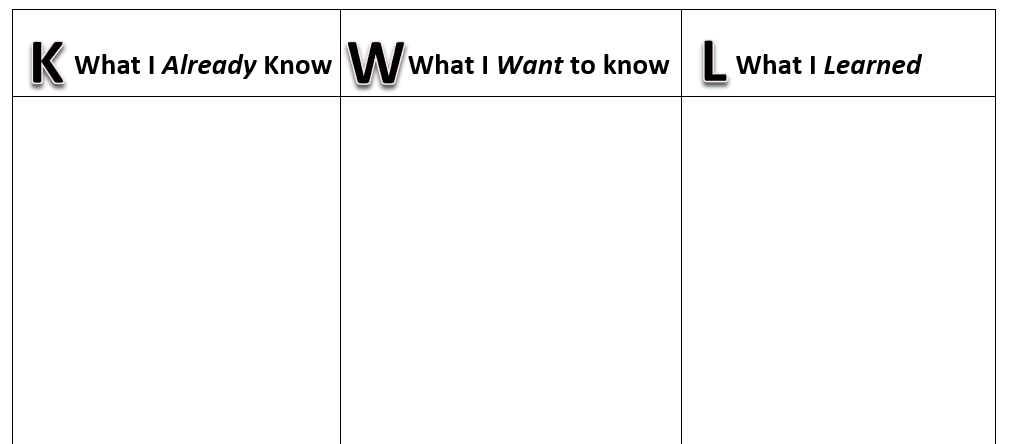 K What I Already Know
W What I Want to know
L What I Learned